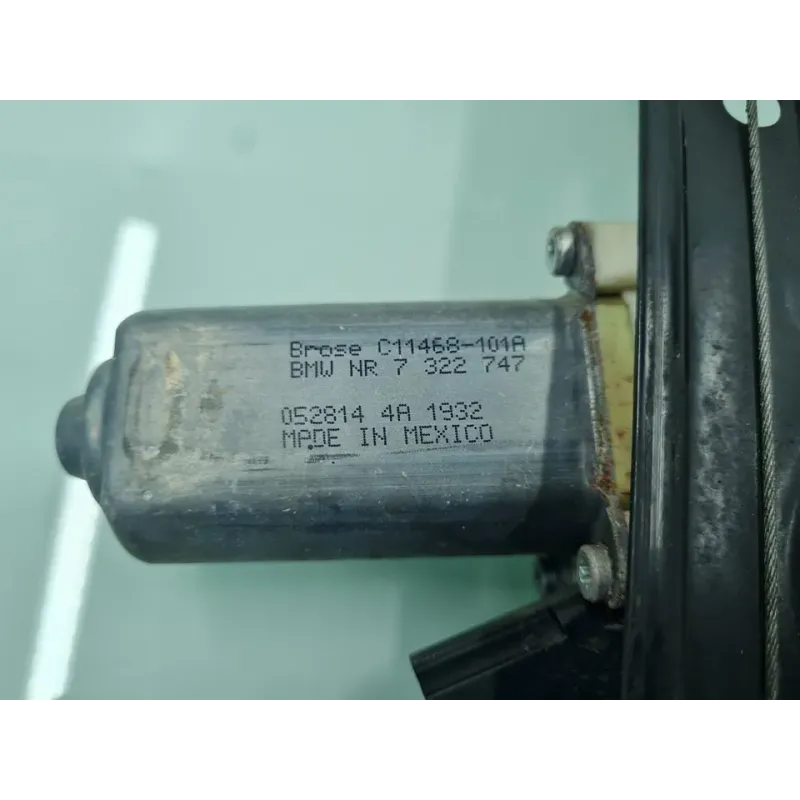 Brose C11468-101A
BMW NR 7 322 747
052814 4A 1932
MADE IN MEXICO